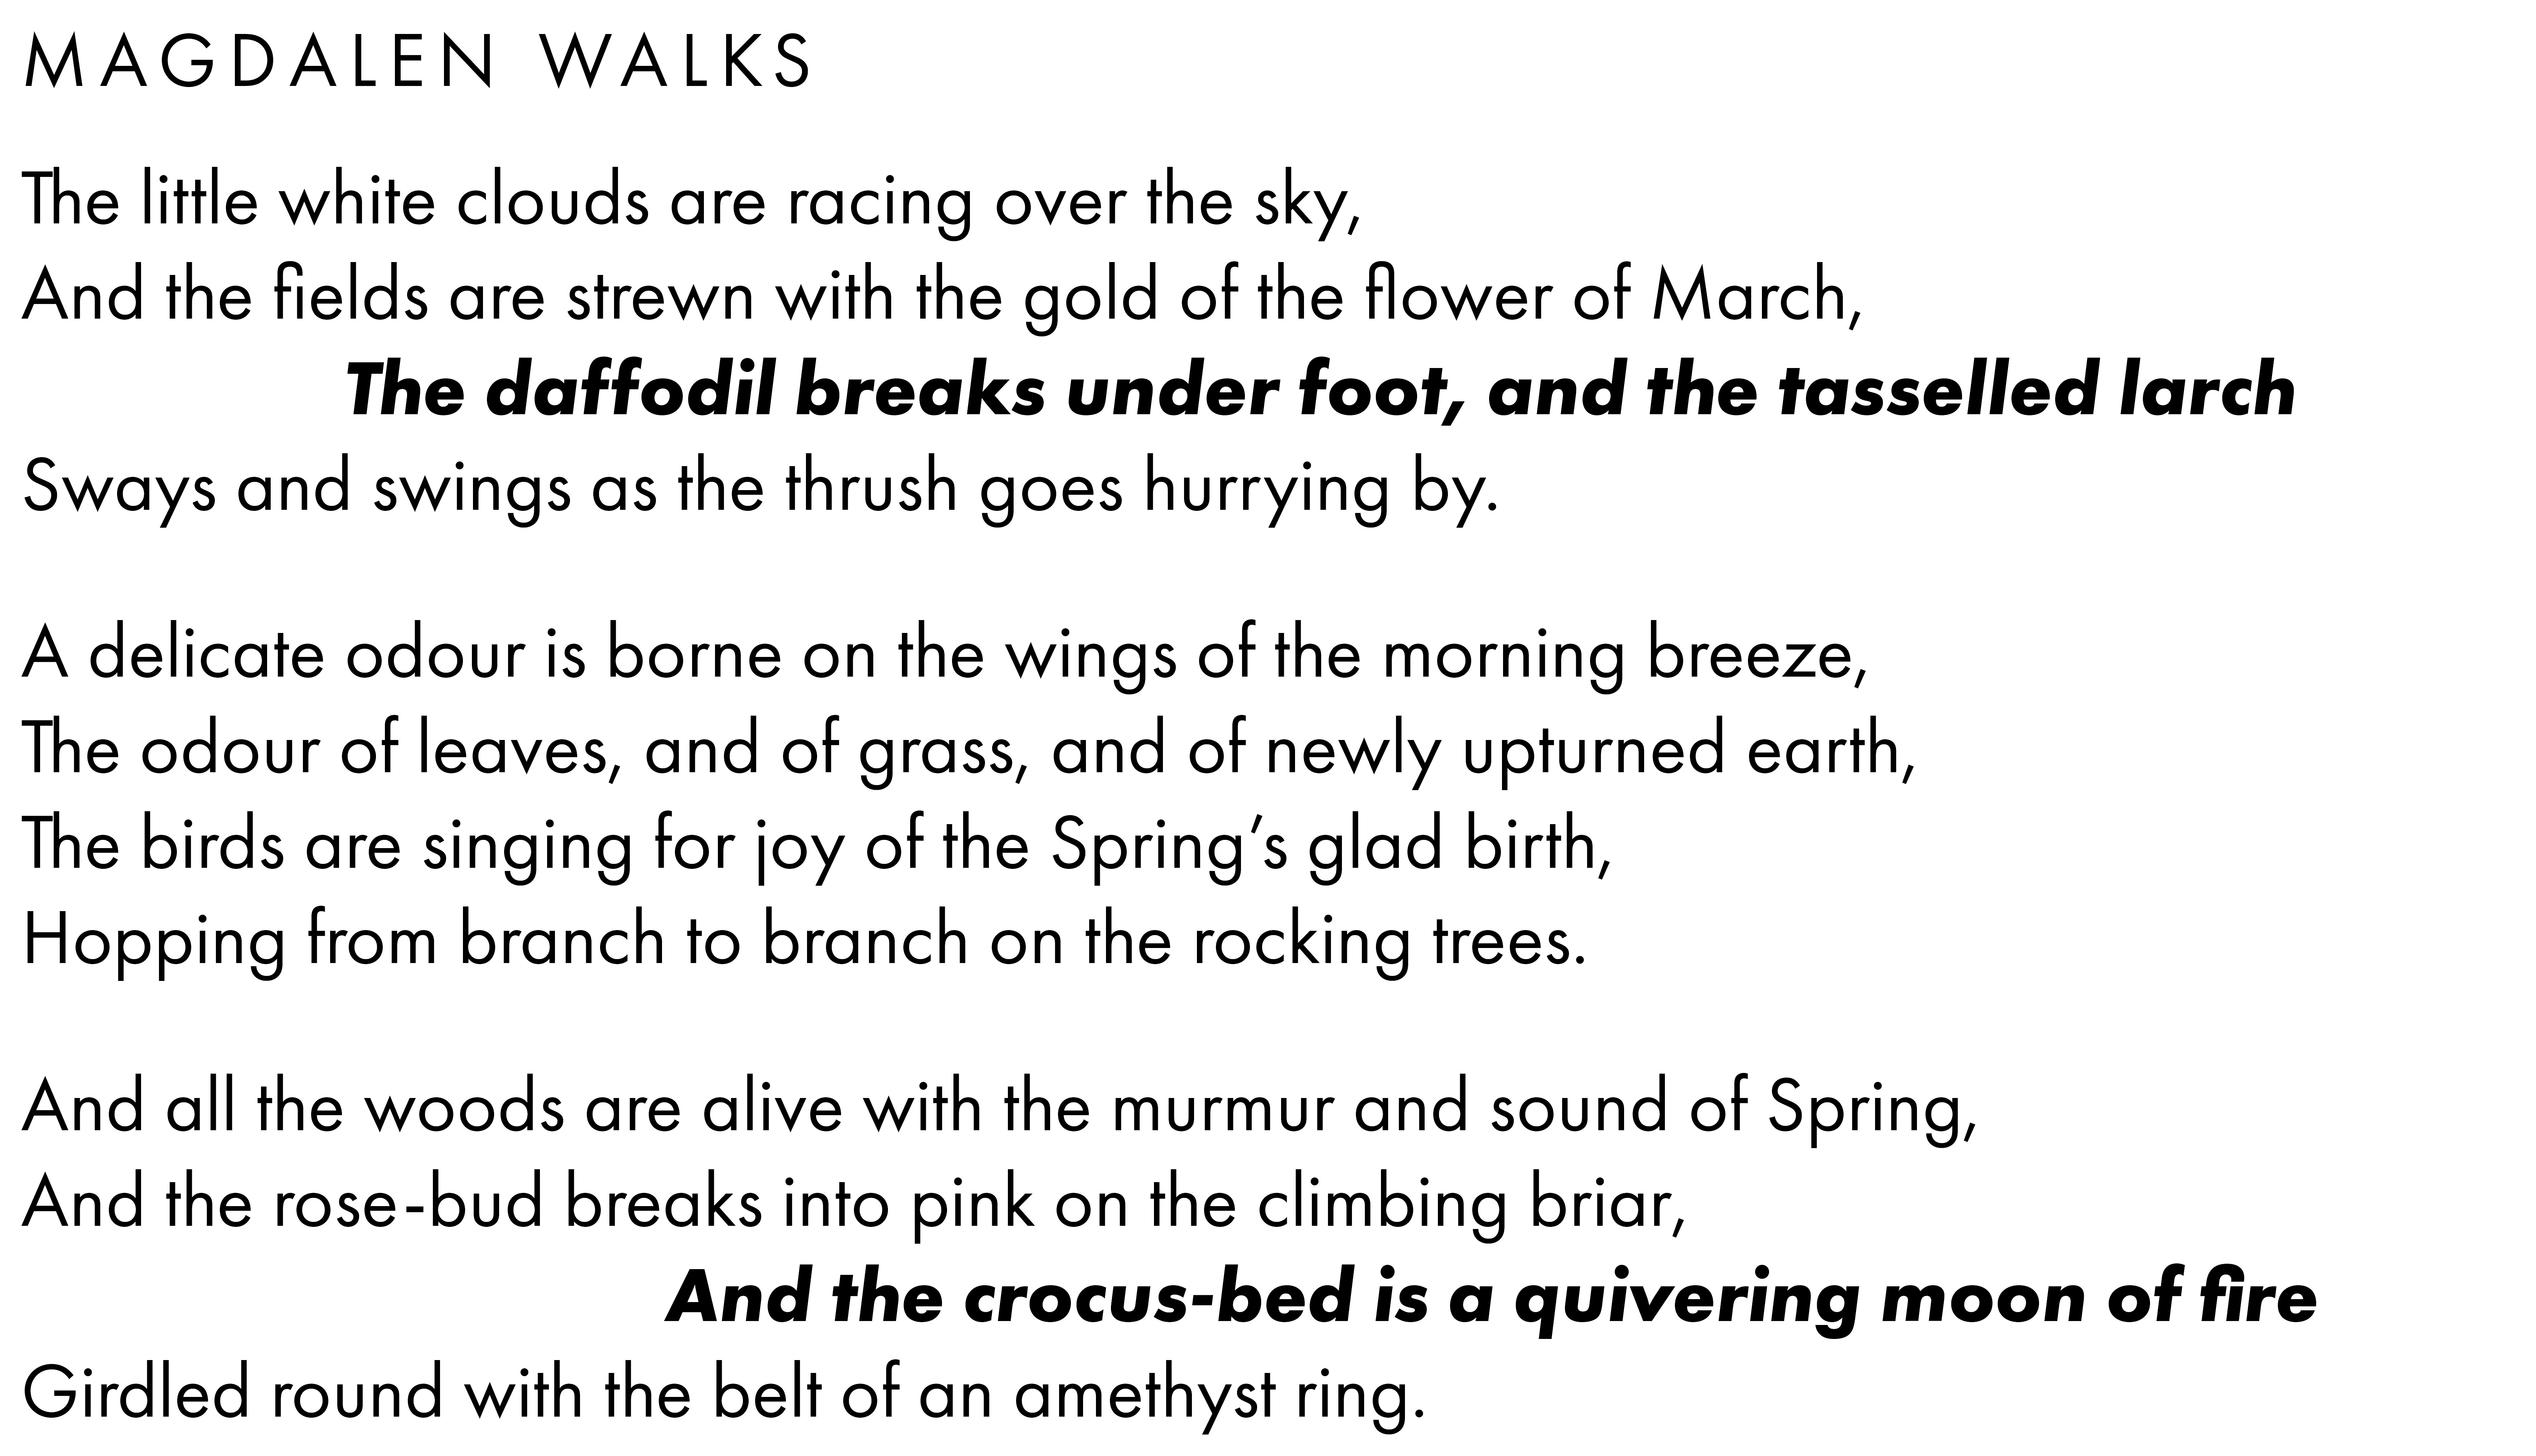 MAGDALEN WALKS
The little white clouds are racing over the sky,
And the fields are strewn with the gold of the flower of March,
The daffodil breaks under foot, and the tasselled larch
Sways and swings as the thrush goes hurrying by.
A delicate odour is borne on the wings of the morning breeze,
The odour of leaves, and of grass, and of newly upturned earth,
The birds are singing for joy of the Spring’s glad birth,
Hopping from branch to branch on the rocking trees.
And all the woods are alive with the murmur and sound of Spring,
And the rose-bud breaks into pink on the climbing briar,
And the crocus-bed is a quivering moon of fire
Girdled round with the belt of an amethyst ring.